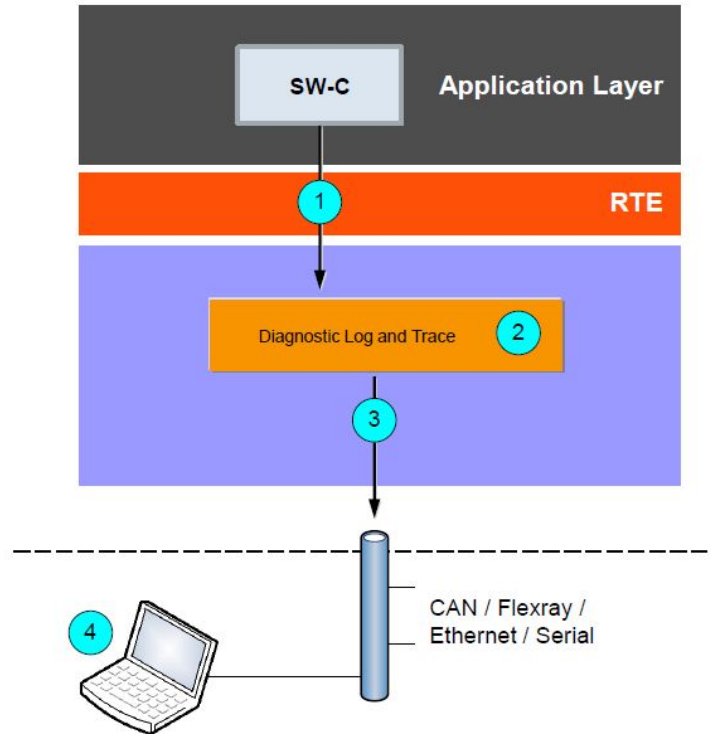 SW-C
Application Layer
1
RTE
Diagnostic Log and Trace
2
3
4
CAN / Flexray /
Ethernet / Serial